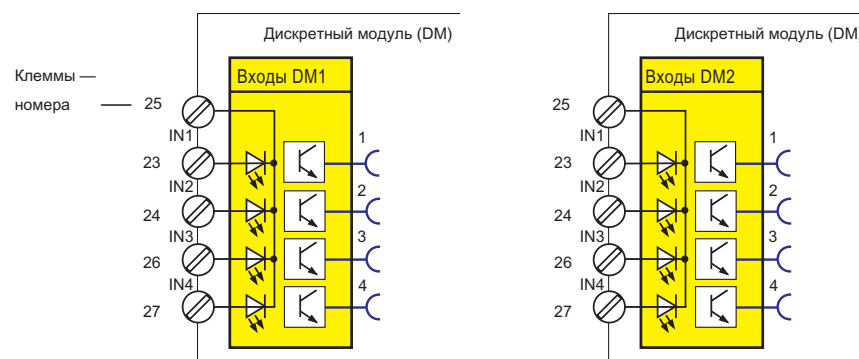 Дискретный модуль (DM)
Входы DM1
Клеммы —
номера
25
IN1
23
IN2
24
IN3
26
IN4
27
1
2
3
4
Дискретный модуль (DM
Входы DM2
25
IN1
23
IN2
24
IN3
26
IN4
27
1
2
3
4